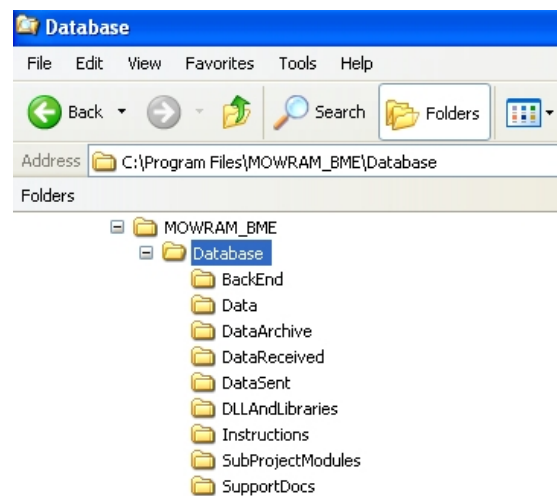 Database
File Edit View Favorites Tools Help
Back Search Folders
Address C:\Program Files\MOWRAM_BME\Database
Folders
MOWRAM_BME
Database
BackEnd
Data
DataArchive
DataReceived
DataSent
DLLAndLibraries
Instructions
SubProjectModules
SupportDocs